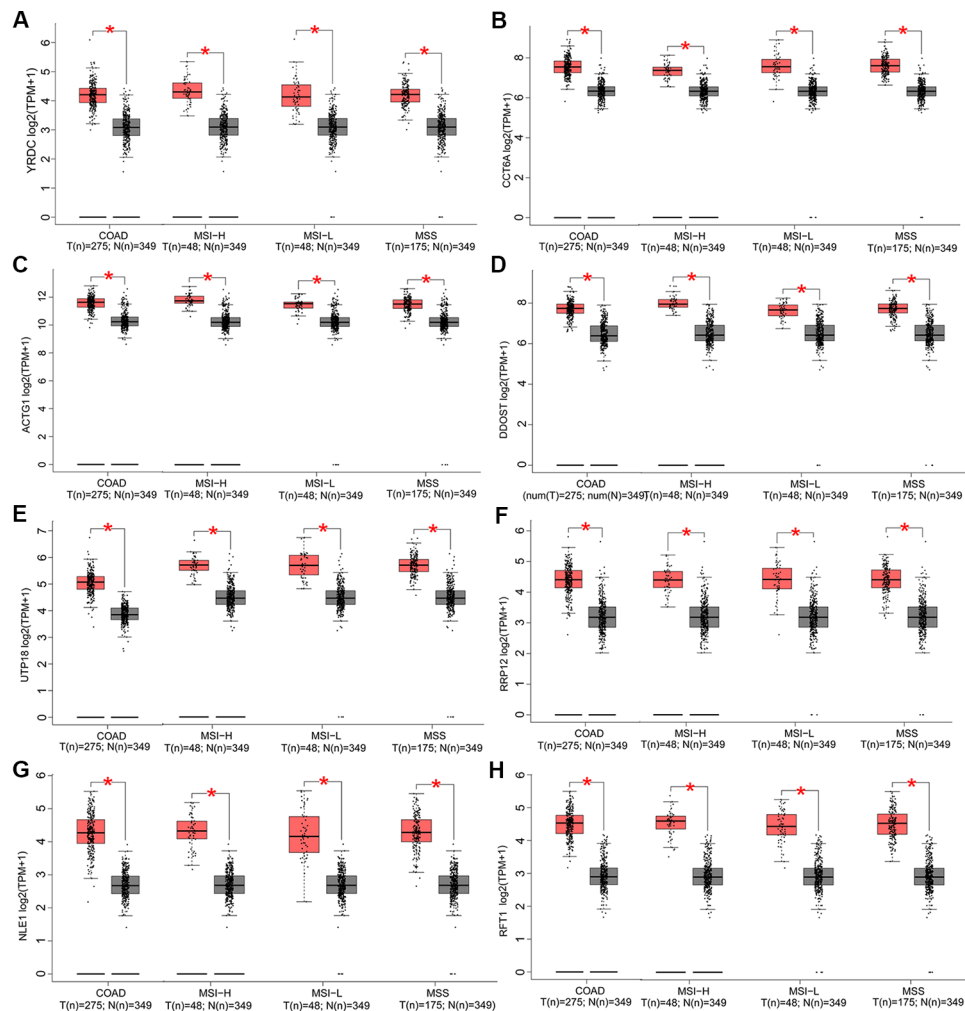 A
YRDC log2(TPM+1)
6
5
4
3
2
1
0
*
*
*
*
COAD
MSI-H
MSI-L
MSS
T(n)=275; N(n)=349
T(n)=48; N(n)=349
T(n)=48; N(n)=349
T(n)=175; N(n)=349
B
CCT6A log2(TPM+1)
8
6
4
2
0
*
*
*
*
COAD
MSI-H
MSI-L
MSS
T(n)=275; N(n)=349
T(n)=48; N(n)=349
T(n)=48; N(n)=349
T(n)=175; N(n)=349
C
ACTG1 log2(TPM+1)
12
10
8
6
4
2
0
*
*
*
*
COAD
MSI-H
MSI-L
MSS
T(n)=275; N(n)=349
T(n)=48; N(n)=349
T(n)=48; N(n)=349
T(n)=175; N(n)=349
D
DDOST log2(TPM+1)
8
6
4
2
0
*
*
*
*
COAD
MSI-H
MSI-L
MSS
(num(T)=275; num(N)=349)
T(n)=48; N(n)=349
T(n)=48; N(n)=349
T(n)=175; N(n)=349
E
UTP18 log2(TPM+1)
7
6
5
4
3
2
1
0
*
*
*
*
COAD
MSI-H
MSI-L
MSS
T(n)=275; N(n)=349
T(n)=48; N(n)=349
T(n)=48; N(n)=349
T(n)=175; N(n)=349
F
RRP12 log2(TPM+1)
6
5
4
3
2
1
0
*
*
*
*
COAD
MSI-H
MSI-L
MSS
T(n)=275; N(n)=349
T(n)=48; N(n)=349
T(n)=48; N(n)=349
T(n)=175; N(n)=349
G
NLE1 log2(TPM+1)
6
5
4
3
2
1
0
*
*
*
*
COAD
MSI-H
MSI-L
MSS
T(n)=275; N(n)=349
T(n)=48; N(n)=349
T(n)=48; N(n)=349
T(n)=175; N(n)=349)
H
RFT1 log2(TPM+1)
6
5
4
3
2
1
0
*
*
*
*
COAD
MSI-H
MSI-L
MSS
T(n)=275; N(n)=349
T(n)=48; N(n)=349
T(n)=48; N(n)=349
T(n)=175; N(n)=349